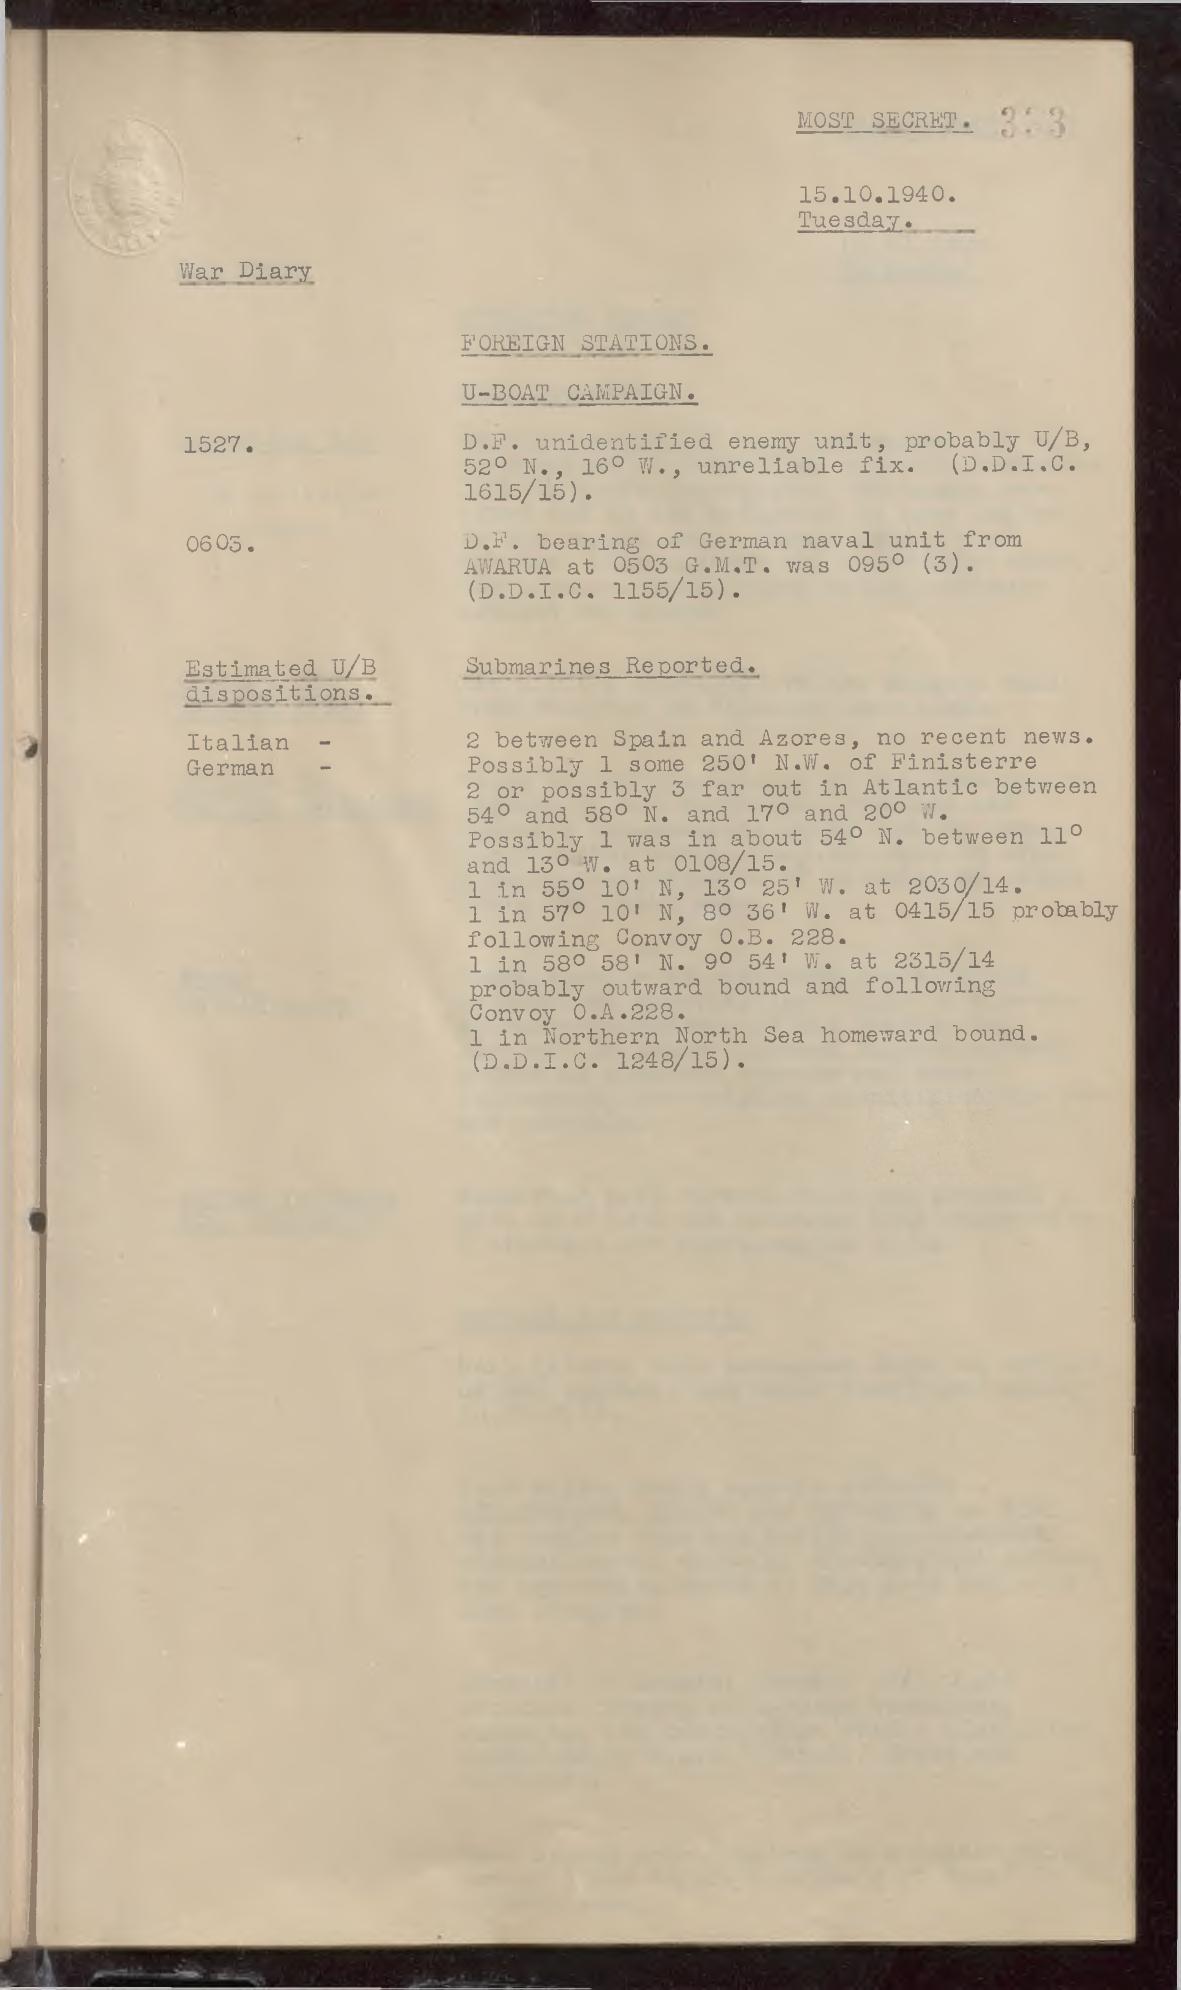 MOST SECRET. 333
15.10.1940.
Tuesday.
War Diary
FOREIGN STATIONS.
U-BOAT CAMPAIGN.
1527.
D.F. unidentified enemy unit, probably U/B,
52° N., 16° W., unreliable fix. (D.D.I.C.
1615/15).
0603.
D.F. bearing of German naval unit from
AWARUA at 0503 G.M.T. was 095° (3).
(D.D.I.C. 1155/15).
Estimated U/B
dispositions.
Submarines Reported.
Italian -
2 between Spain and Azores, no recent news.
German -
Possibly 1 some 250' N.W. of Finisterre
2 or possibly 3 far out in Atlantic between
54° and 58° N. and 17° and 20° W.
Possibly 1 was in about 54° N. between 11°
and 13° W. at 0108/15.
1 in 55° 10' N, 13° 25' W. at 2030/14.
1 in 57° 10' N, 8° 36' W. at 0415/15 probably
following Convoy O.B. 228.
1 in 58° 58' N. 9° 54' W. at 2315/14
probably outward bound and following
Convoy O.A.228.
1 in Northern North Sea homeward bound.
(D.D.I.C. 1248/15).